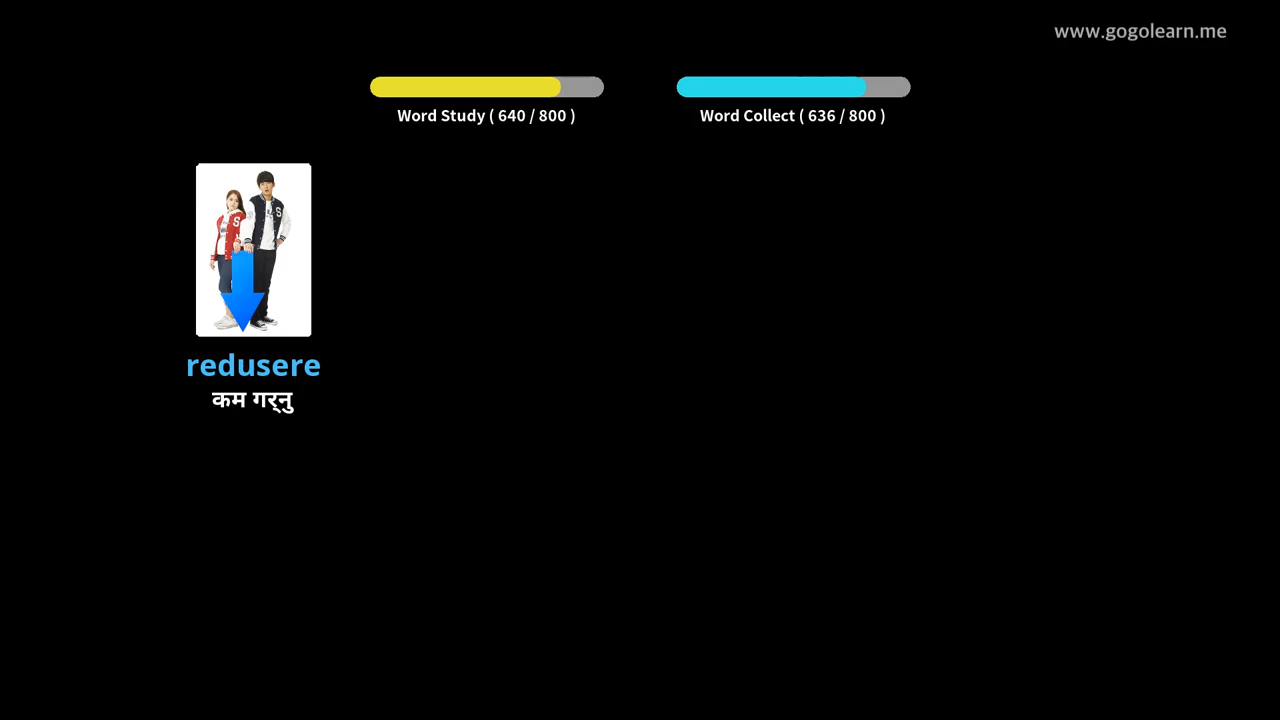 www.gogolearn.me
Word Study ( 640 / 800 )
Word Collect ( 636 / 800 )
S
S
redusere
कम गर्‍नु